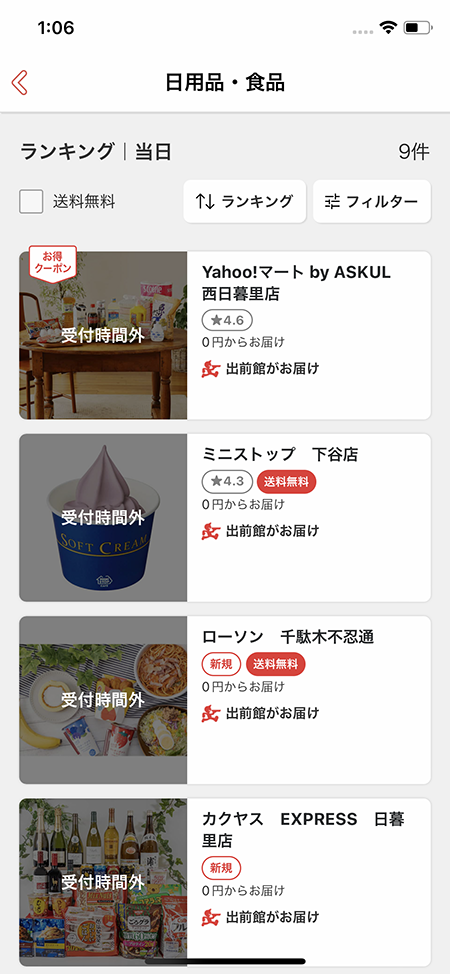 1:06
日用品・食品
ランキング｜当日
9件
送料無料
ランキング
フィルター
お得
クーポン
受付時間外
Yahoo!マート by ASKUL
西日暮里店
★4.6
0円からお届け
出前館がお届け
SOFT CREAM
受付時間外
ミニストップ　下谷店
★4.3
送料無料
0円からお届け
出前館がお届け
受付時間外
ローソン　千駄木不忍通
新規
送料無料
0円からお届け
出前館がお届け
受付時間外
カクヤス　EXPRESS　日暮
里店
新規
0円からお届け
出前館がお届け